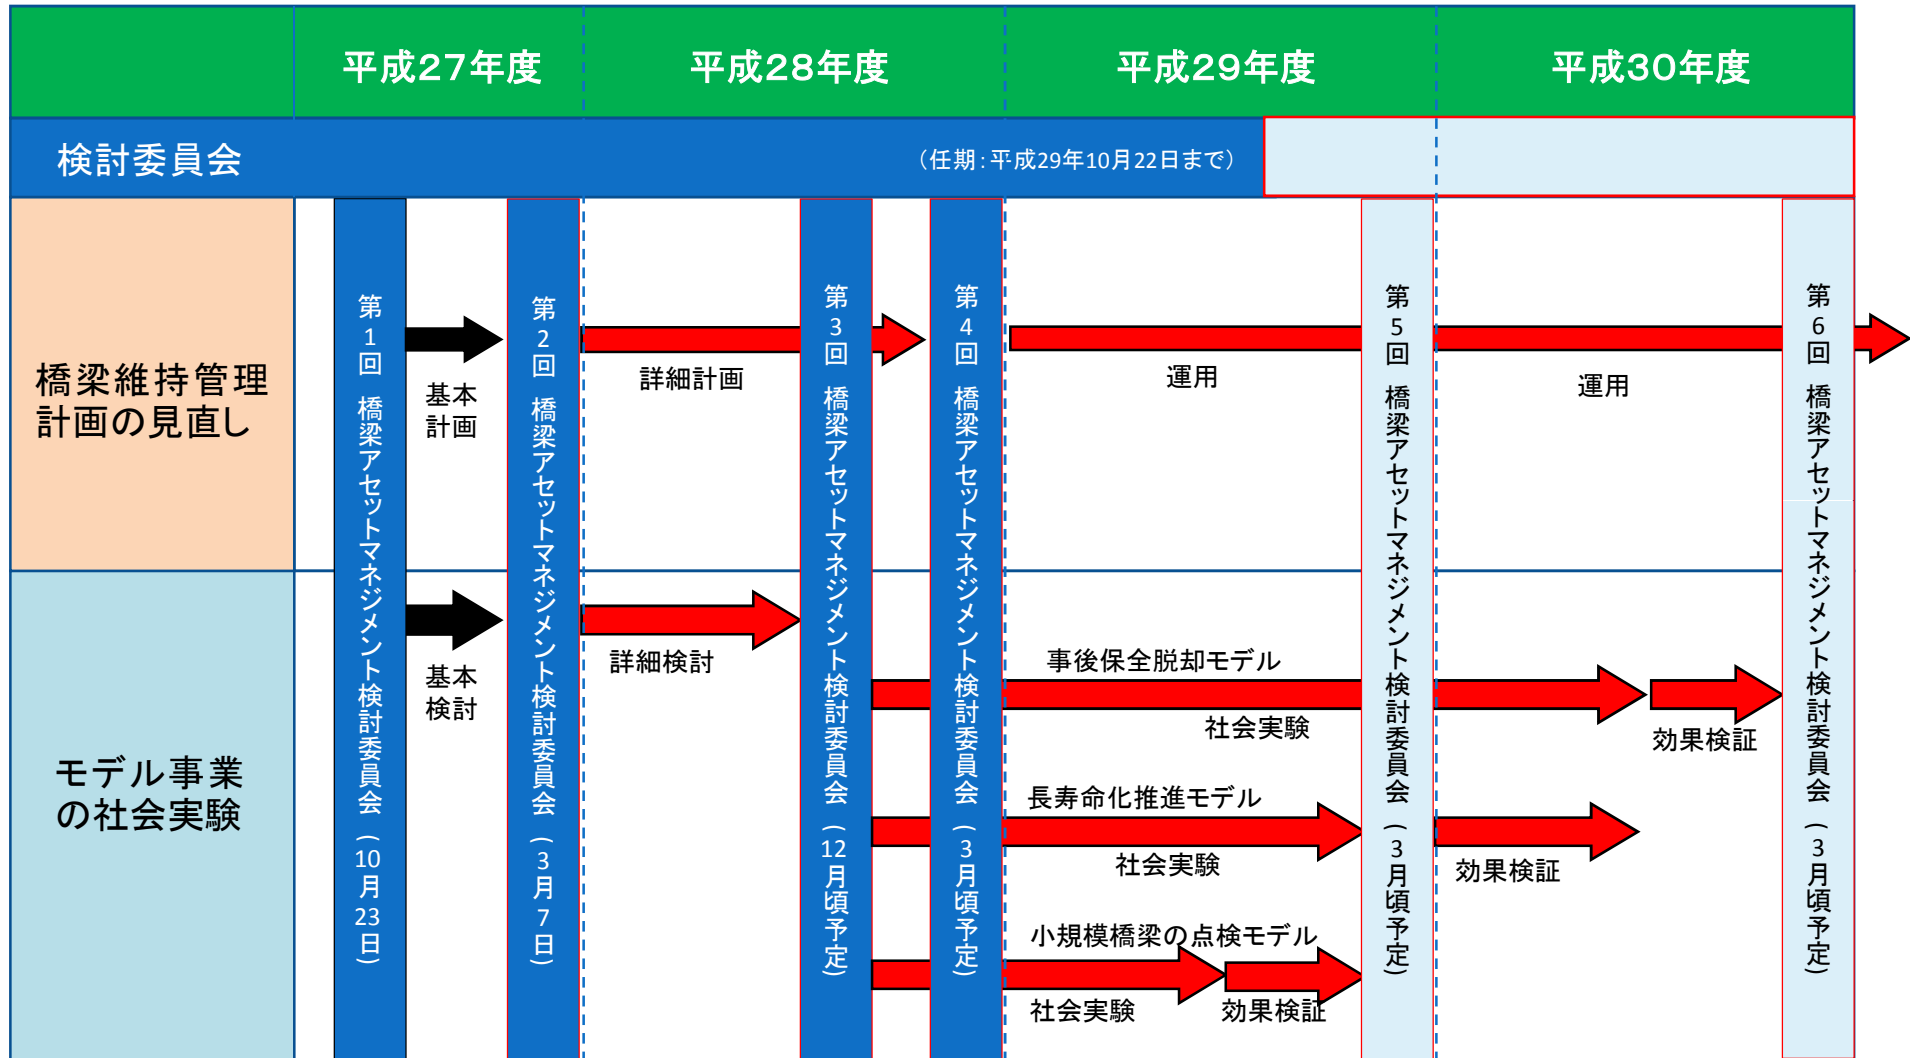 平成27年度
平成28年度
平成29年度
平成30年度
検討委員会
（任期：平成29年10月22日まで）
橋梁維持管理
計画の見直し
モデル事業
の社会実験
第1回 橋梁アセットマネジメント検討委員会（10月23日）
第2回 橋梁アセットマネジメント検討委員会（3月7日）
第3回 橋梁アセットマネジメント検討委員会（12月頃予定）
第4回 橋梁アセットマネジメント検討委員会（3月頃予定）
第5回 橋梁アセットマネジメント検討委員会（3月頃予定）
第6回 橋梁アセットマネジメント検討委員会（3月頃予定）
基本
計画
詳細計画
運用
運用
基本
検討
詳細検討
事後保全脱却モデル
社会実験
効果検証
長寿命化推進モデル
社会実験
効果検証
小規模橋梁の点検モデル
社会実験
効果検証